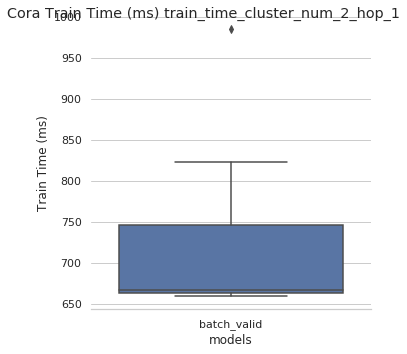 Cora Train Time (ms) train_time_cluster_num_2_hop_1
1000
950
900
850
800
750
700
650
Train Time (ms)
batch_valid
models